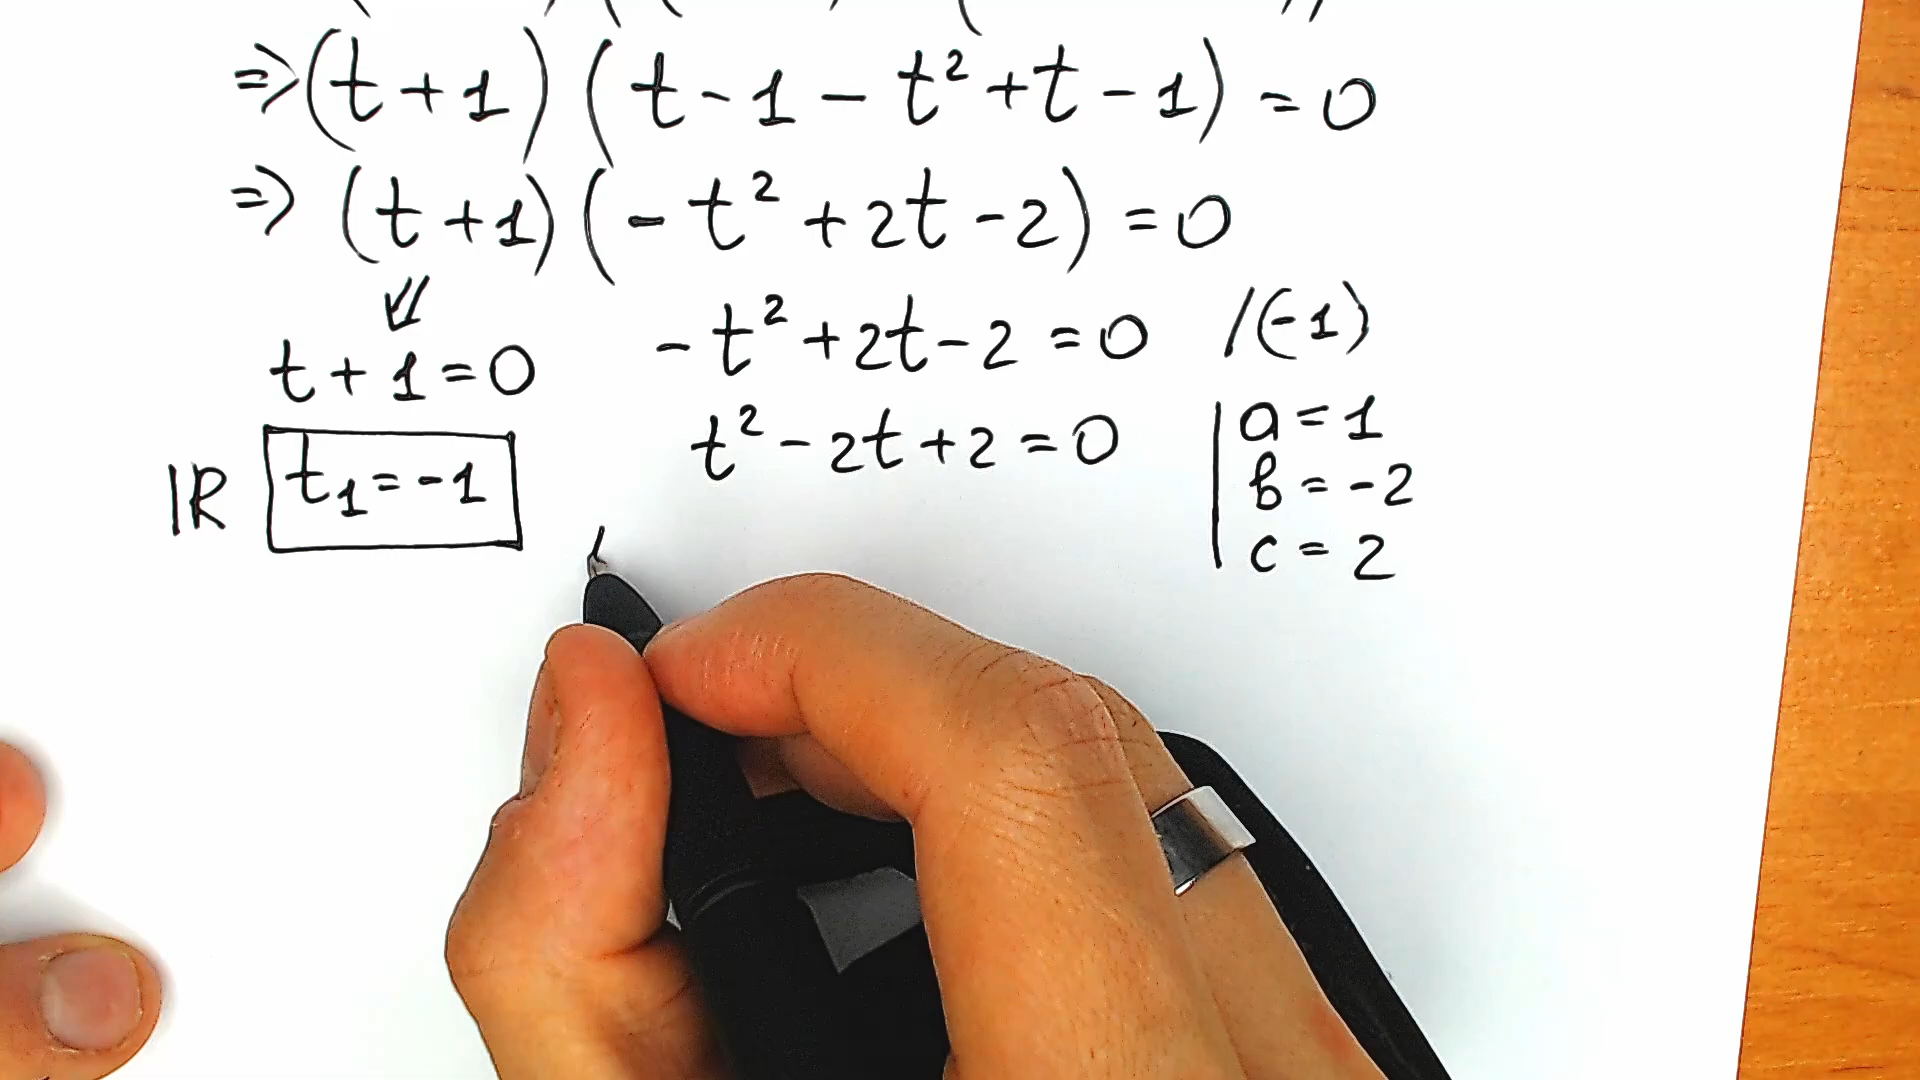 => (t+1) (t-1-t²+t-1) = 0
=> (t+1) (-t²+2t-2) = 0
t+1=0
-t²+2t-2=0 /(-1)
t²-2t+2=0
IR t₁=-1
a=1
b=-2
c=2